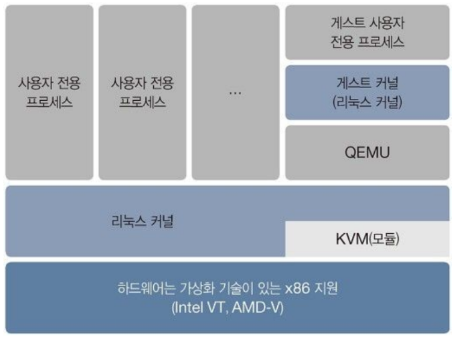 사용자 전용
프로세스
사용자 전용
프로세스
...
게스트 사용자
전용 프로세스
게스트 커널
(리눅스 커널)
QEMU
리눅스 커널
KVM(모듈)
하드웨어는 가상화 기술이 있는 x86 지원
(Intel VT, AMD-V)